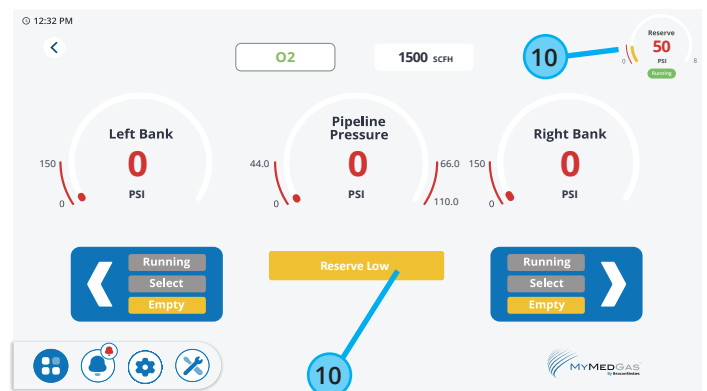 12:32 PM
O2
1500 SCFH
10
Reserve
50
PSI
0
8
Running
Left Bank
0
PSI
150
0
Pipeline
Pressure
0
PSI
44.0
66.0
0
110.0
Right Bank
0
PSI
150
0
Running
Select
Empty
Reserve Low
Running
Select
Empty
10
MYMEDGAS
By BeaconMedaes